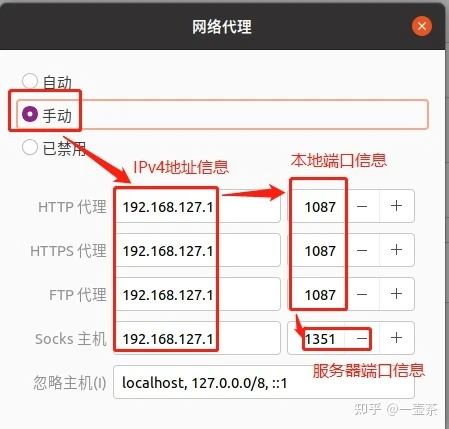 网络代理
自动
手动
已禁用
IPv4地址信息
本地端口信息
HTTP 代理 192.168.127.1 1087 − +
HTTPS 代理 192.168.127.1 1087 − +
FTP 代理 192.168.127.1 1087 − +
Socks 主机 192.168.127.1 1351 − +
服务器端口信息
忽略主机(I) localhost, 127.0.0.0/8, ::1
知乎 @一壶茶